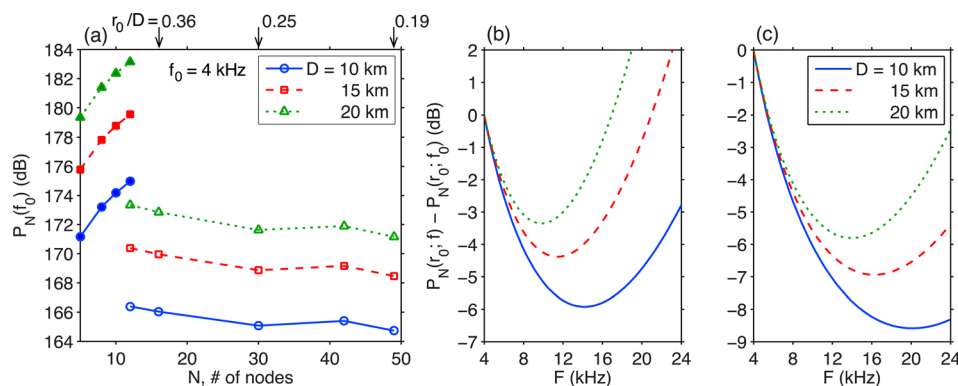 r0/D= 0.36 0.25 0.19
(a)
f0 = 4 kHz
D = 10 km
15 km
20 km
184
182
180
178
176
174
172
170
168
166
164
PN(f0) (dB)
10 20 30 40 50
N, # of nodes
(b)
2
1
0
−1
−2
−3
−4
−5
−6
−7
PN(r0; f) − PN(r0; f0) (dB)
4 8 12 16 20 24
F (kHz)
(c)
D = 10 km
15 km
20 km
0
−1
−2
−3
−4
−5
−6
−7
−8
−9
4 8 12 16 20 24
F (kHz)